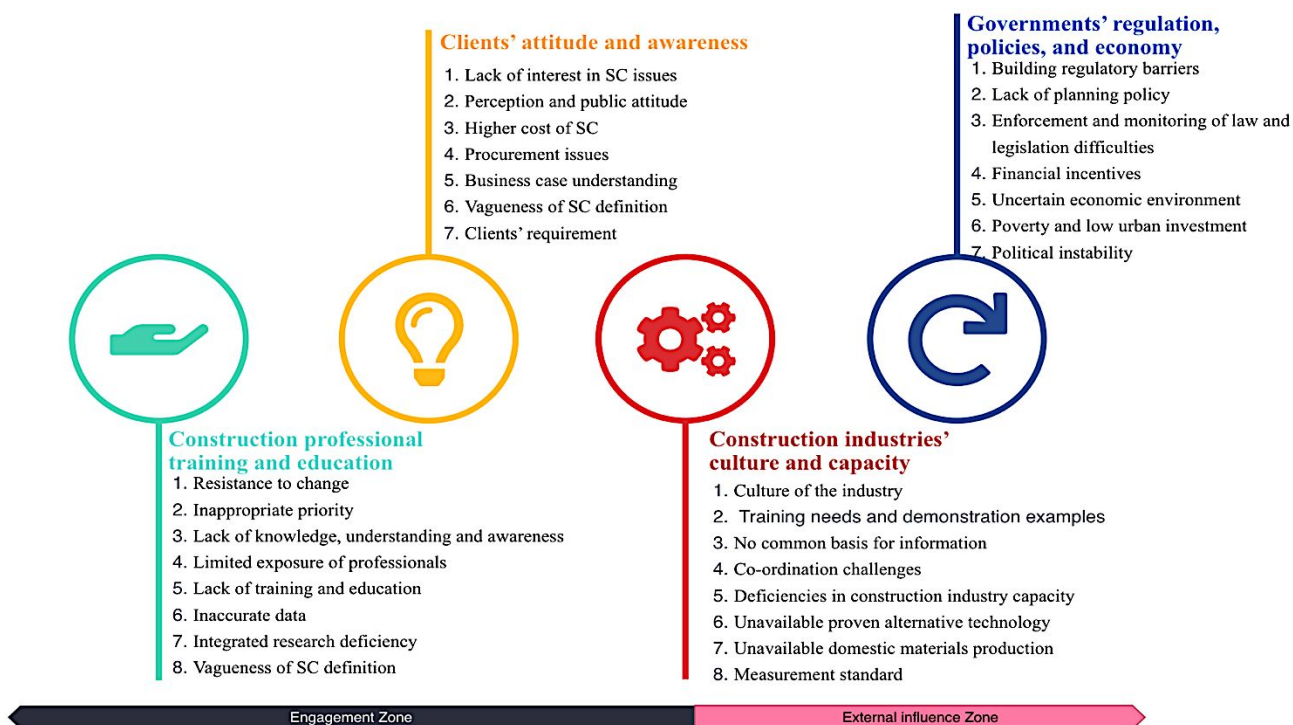 Clients' attitude and awareness
1. Lack of interest in SC issues
2. Perception and public attitude
3. Higher cost of SC
4. Procurement issues
5. Business case understanding
6. Vagueness of SC definition
7. Clients' requirement
Governments' regulation,
policies, and economy
1. Building regulatory barriers
2. Lack of planning policy
3. Enforcement and monitoring of law and
legislation difficulties
4. Financial incentives
5. Uncertain economic environment
6. Poverty and low urban investment
7. Political instability
Construction professional
training and education
1. Resistance to change
2. Inappropriate priority
3. Lack of knowledge, understanding and awareness
4. Limited exposure of professionals
5. Lack of training and education
6. Inaccurate data
7. Integrated research deficiency
8. Vagueness of SC definition
Construction industries'
culture and capacity
1. Culture of the industry
2. Training needs and demonstration examples
3. No common basis for information
4. Co-ordination challenges
5. Deficiencies in construction industry capacity
6. Unavailable proven alternative technology
7. Unavailable domestic materials production
8. Measurement standard
Engagement Zone
External influence Zone